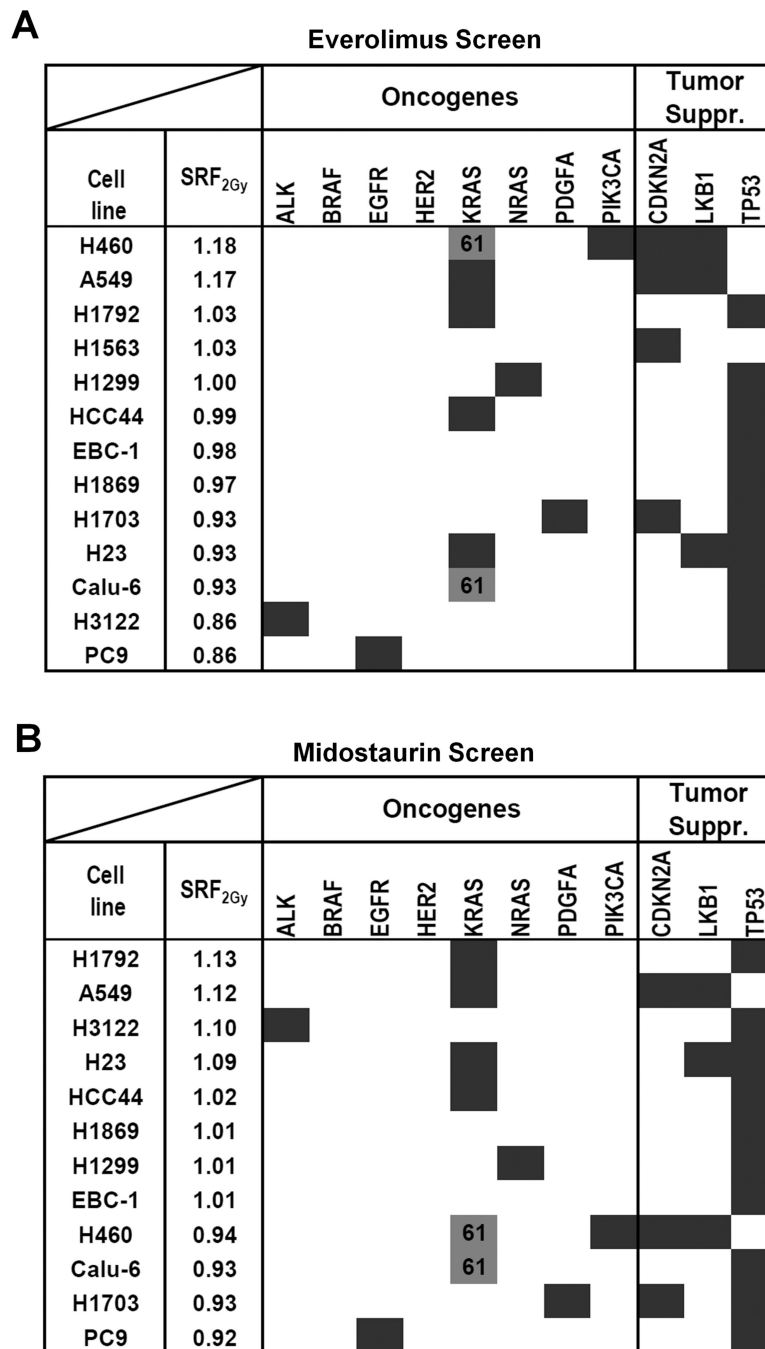 A
Everolimus Screen
Oncogenes
Tumor
Suppr.
Cell
line
SRF2Gy
ALK
BRAF
EGFR
HER2
KRAS
NRAS
PDGFA
PIK3CA
CDKN2A
LKB1
TP53
H460 1.18 61
A549 1.17
H1792 1.03
H1563 1.03
H1299 1.00
HCC44 0.99
EBC-1 0.98
H1869 0.97
H1703 0.93
H23 0.93
Calu-6 0.93 61
H3122 0.86
PC9 0.86
B
Midostaurin Screen
Oncogenes
Tumor
Suppr.
Cell
line
SRF2Gy
ALK
BRAF
EGFR
HER2
KRAS
NRAS
PDGFA
PIK3CA
CDKN2A
LKB1
TP53
H1792 1.13
A549 1.12
H3122 1.10
H23 1.09
HCC44 1.02
H1869 1.01
H1299 1.01
EBC-1 1.01
H460 0.94 61
Calu-6 0.93 61
H1703 0.93
PC9 0.92